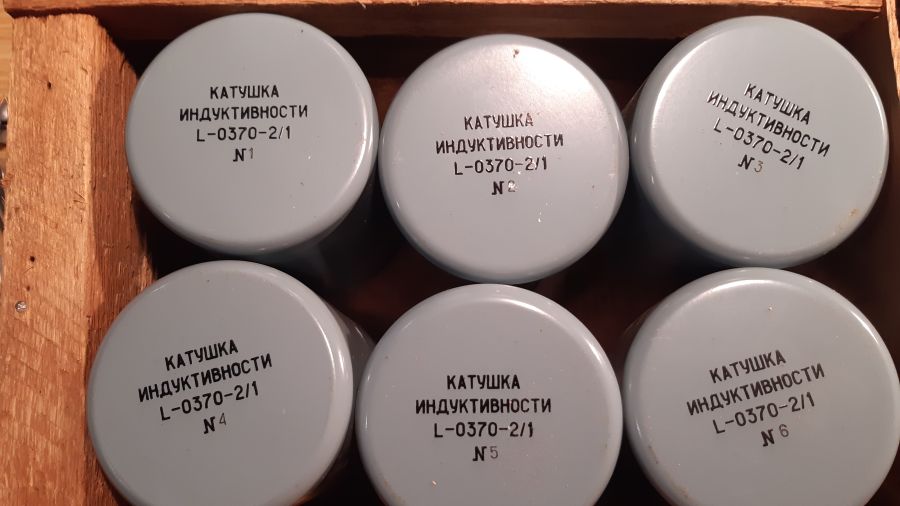 КАТУШКА
ИНДУКТИВНОСТИ
L-0370-2/1
№1
КАТУШКА
ИНДУКТИВНОСТИ
L-0370-2/1
№2
КАТУШКА
ИНДУКТИВНОСТИ
L-0370-2/1
№3
КАТУШКА
ИНДУКТИВНОСТИ
L-0370-2/1
№4
КАТУШКА
ИНДУКТИВНОСТИ
L-0370-2/1
№5
КАТУШКА
ИНДУКТИВНОСТИ
L-0370-2/1
№6